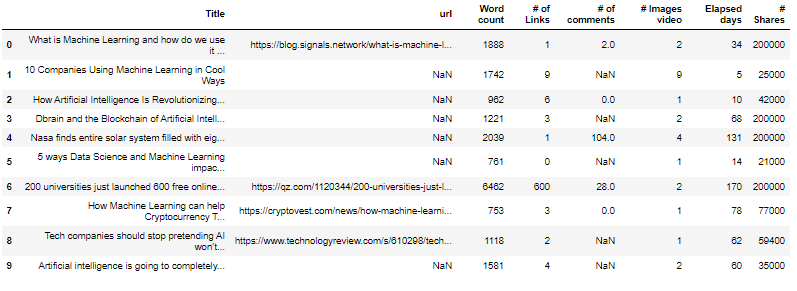 Title url Word count # of Links # of comments # Images video Elapsed days # Shares
0 What is Machine Learning and how do we use it ... https://blog.signals.network/what-is-machine-l... 1888 1 2.0 2 34 200000
1 10 Companies Using Machine Learning in Cool Ways NaN 1742 9 NaN 9 5 25000
2 How Artificial Intelligence Is Revolutionizing... NaN 962 6 0.0 1 10 42000
3 Dbrain and the Blockchain of Artificial Intell... NaN 1221 3 NaN 2 68 200000
4 Nasa finds entire solar system filled with eig... NaN 2039 1 104.0 4 131 200000
5 5 ways Data Science and Machine Learning impac... NaN 761 0 NaN 1 14 21000
6 200 universities just launched 600 free online... https://qz.com/1120344/200-universities-just-l... 6462 600 28.0 2 170 200000
7 How Machine Learning can help Cryptocurrency T... https://cryptovest.com/news/how-machine-learni... 753 3 0.0 1 78 77000
8 Tech companies should stop pretending AI won't... https://www.technologyreview.com/s/610298/tech... 1118 2 NaN 1 62 59400
9 Artificial intelligence is going to completely... NaN 1581 4 NaN 2 60 35000